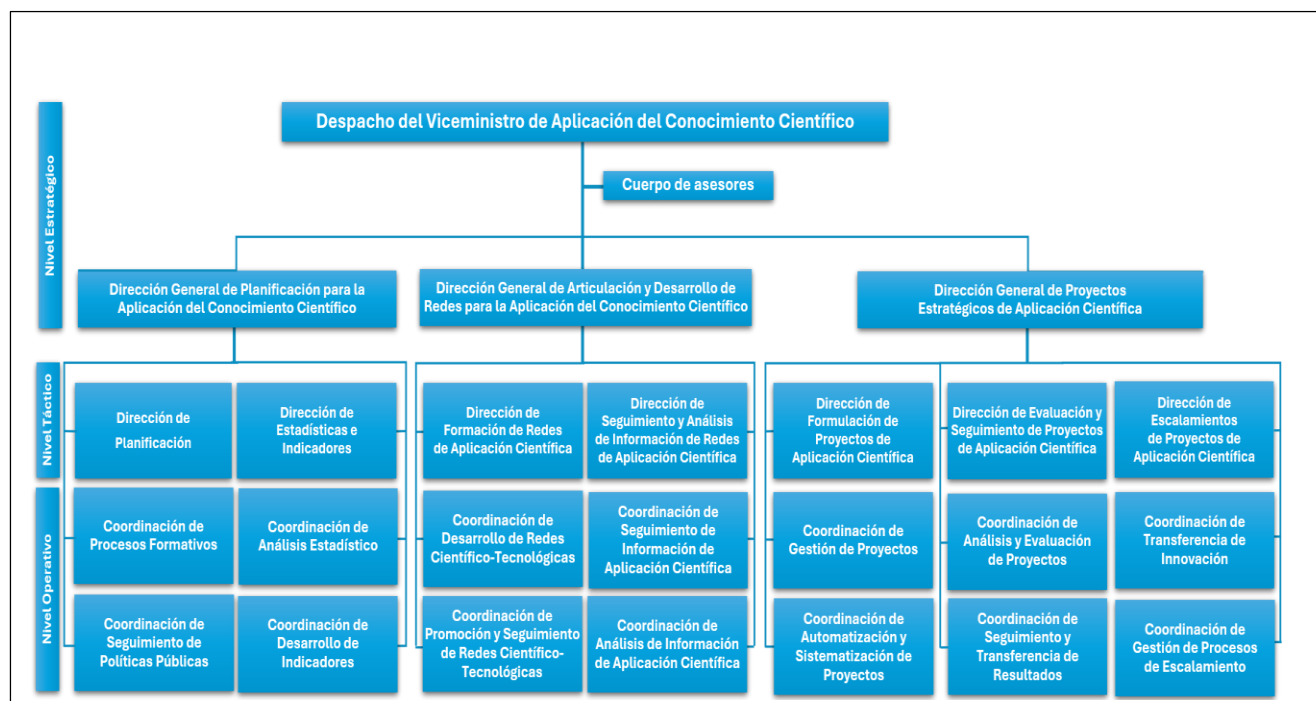 Nivel Estratégico
Despacho del Viceministro de Aplicación del Conocimiento Científico
Cuerpo de asesores
Dirección General de Planificación para la
Aplicación del Conocimiento Científico
Dirección General de Articulación y Desarrollo de
Redes para la Aplicación del Conocimiento Científico
Dirección General de Proyectos
Estratégicos de Aplicación Científica
Nivel Táctico
Dirección de
Planificación
Dirección de
Estadísticas e
Indicadores
Dirección de
Formación de Redes
de Aplicación Científica
Dirección de
Seguimiento y Análisis
de Información de Redes
de Aplicación Científica
Dirección de
Formulación de
Proyectos de
Aplicación Científica
Dirección de Evaluación y
Seguimiento de Proyectos
de Aplicación Científica
Dirección de
Escalamientos
de Proyectos de
Aplicación Científica
Nivel Operativo
Coordinación de
Procesos Formativos
Coordinación de
Análisis Estadístico
Coordinación de
Desarrollo de Redes
Científico-Tecnológicas
Coordinación de
Seguimiento de
Información de
Aplicación Científica
Coordinación de
Gestión de Proyectos
Coordinación de
Análisis y Evaluación
de Proyectos
Coordinación de
Transferencia de
Innovación
Coordinación de
Seguimiento de
Políticas Públicas
Coordinación de
Desarrollo de
Indicadores
Coordinación de
Promoción y Seguimiento
de Redes Científico-
Tecnológicas
Coordinación de
Análisis de Información
de Aplicación Científica
Coordinación de
Automatización y
Sistematización de
Proyectos
Coordinación de
Seguimiento y
Transferencia de
Resultados
Coordinación de
Gestión de Procesos
de Escalamiento